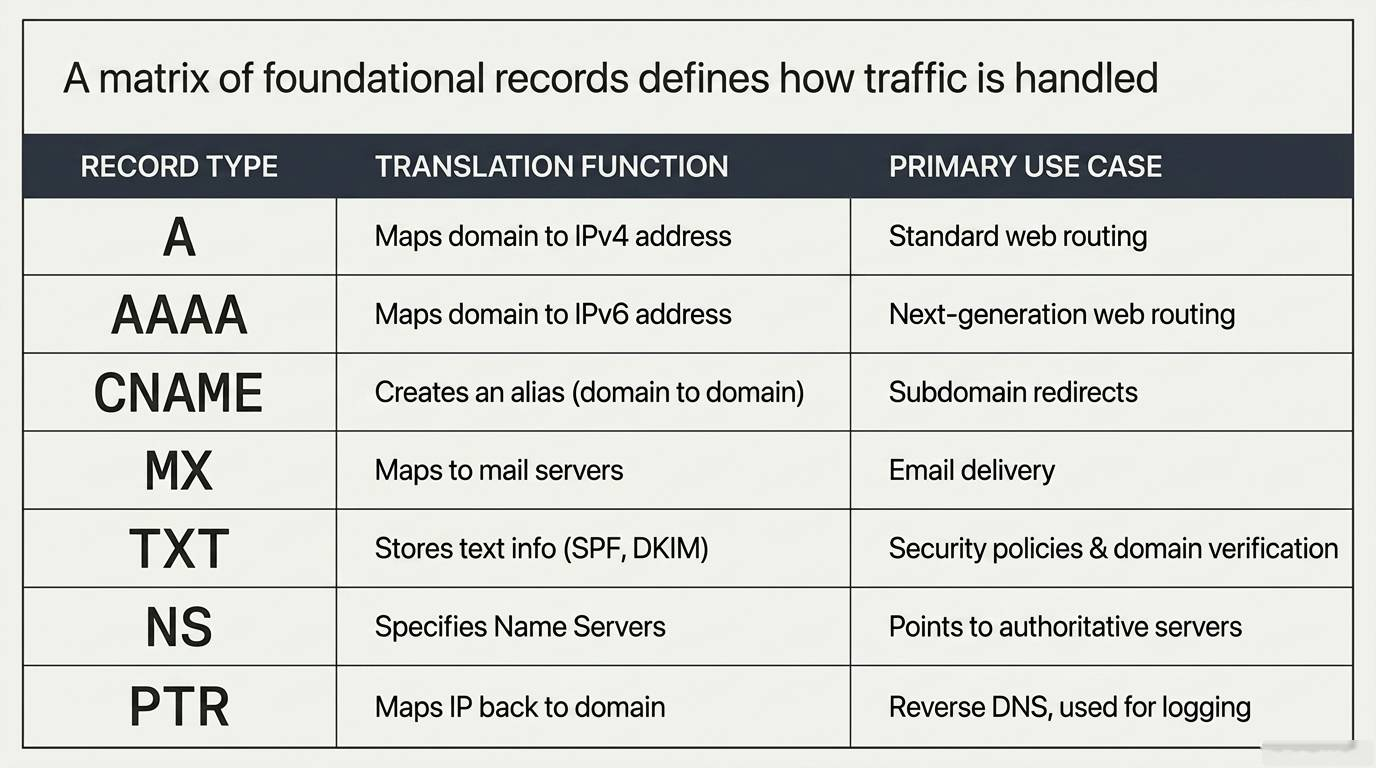 A matrix of foundational records defines how traffic is handled
RECORD TYPE TRANSLATION FUNCTION PRIMARY USE CASE
A Maps domain to IPv4 address Standard web routing
AAAA Maps domain to IPv6 address Next-generation web routing
CNAME Creates an alias (domain to domain) Subdomain redirects
MX Maps to mail servers Email delivery
TXT Stores text info (SPF, DKIM) Security policies & domain verification
NS Specifies Name Servers Points to authoritative servers
PTR Maps IP back to domain Reverse DNS, used for logging